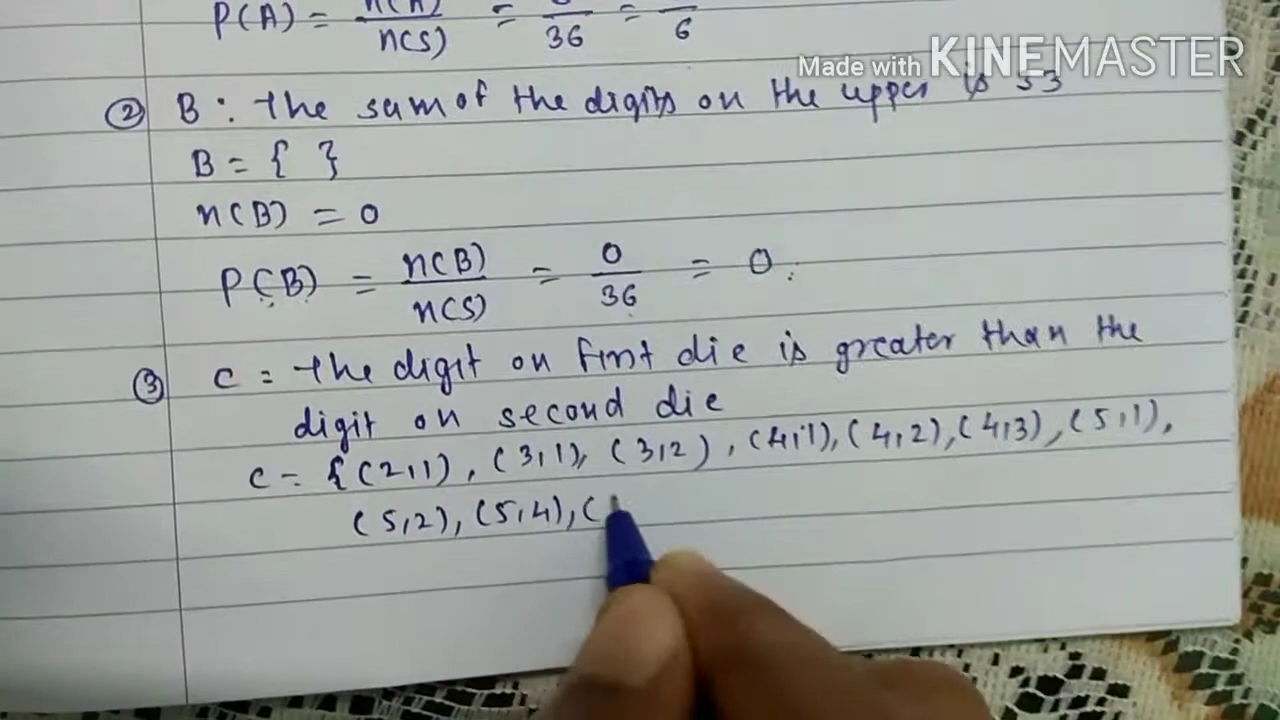 P(A) = n(A) / n(S) = / 36 = / 6
Made with KINEMASTER
② B : the sum of the digits on the upper is 33
B = { }
n(B) = 0
P(B) = n(B) / n(S) = 0 / 36 = 0
③ C = the digit on first die is greater than the
digit on second die
C = {(2,1), (3,1), (3,2), (4,1), (4,2), (4,3), (5,1),
(5,2), (5,4), (